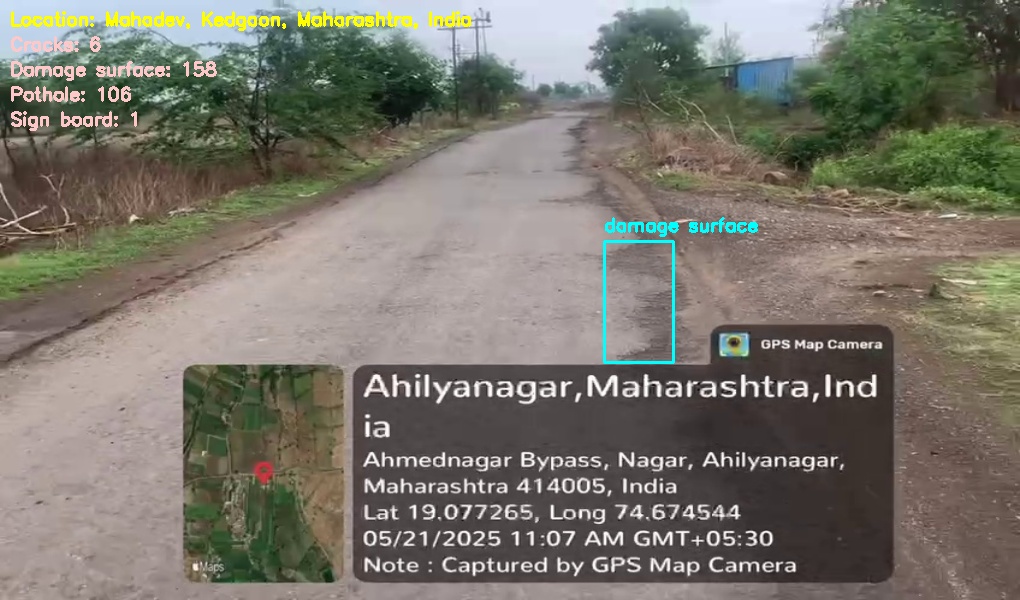 Location: Mahadev, Kedgaon, Maharashtra, India
Cracks: 6
Damage surface: 158
Pothole: 106
Sign board: 1
damage surface
GPS Map Camera
Ahilyanagar,Maharashtra,Ind
ia
Ahmednagar Bypass, Nagar, Ahilyanagar,
Maharashtra 414005, India
Lat 19.077265, Long 74.674544
05/21/2025 11:07 AM GMT+05:30
Note : Captured by GPS Map Camera
Maps